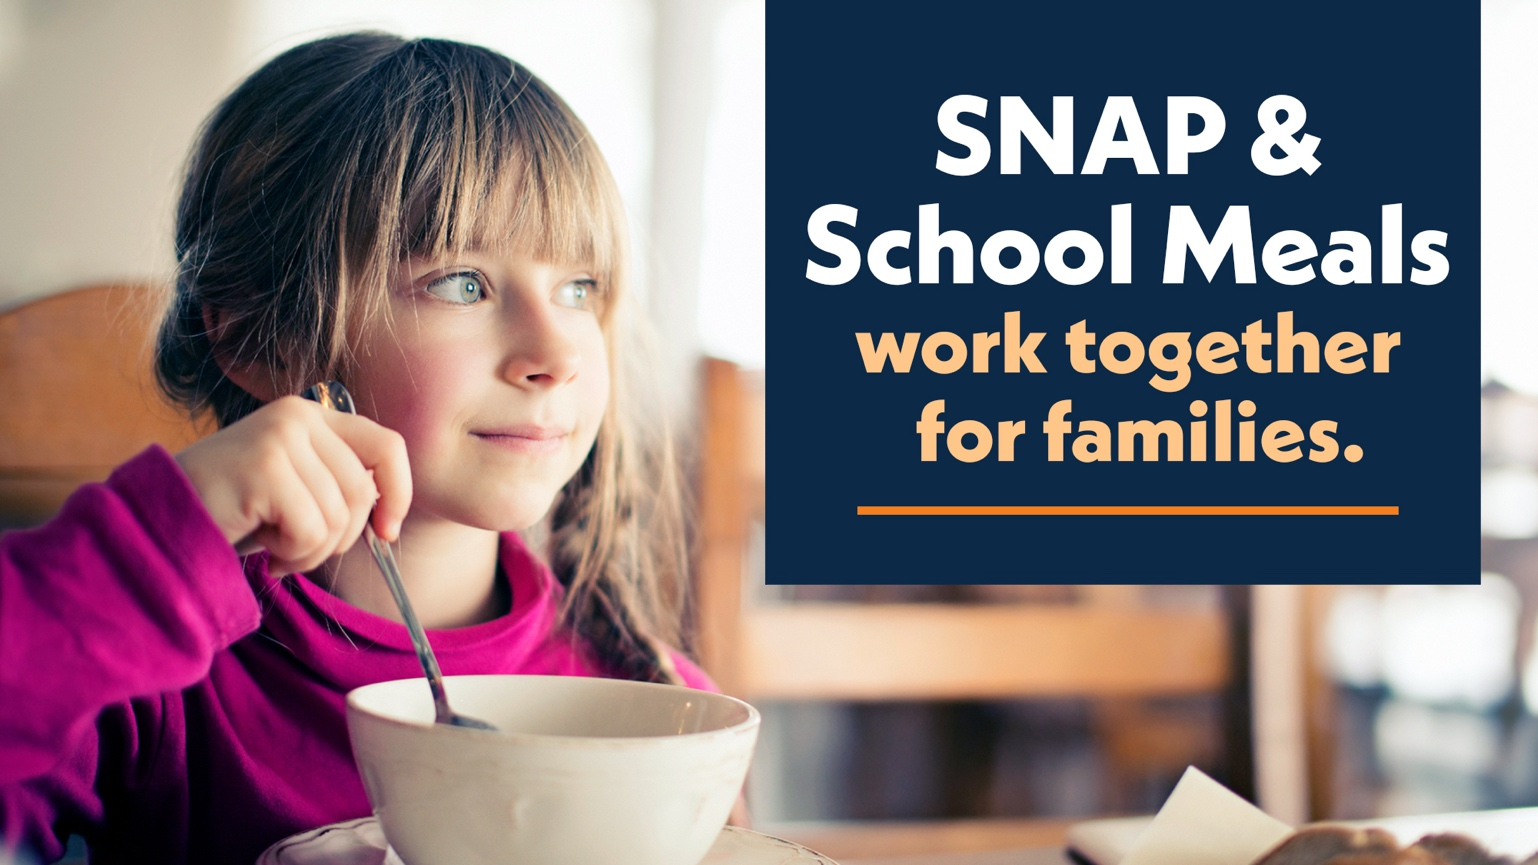 SNAP &
School Meals
work together
for families.